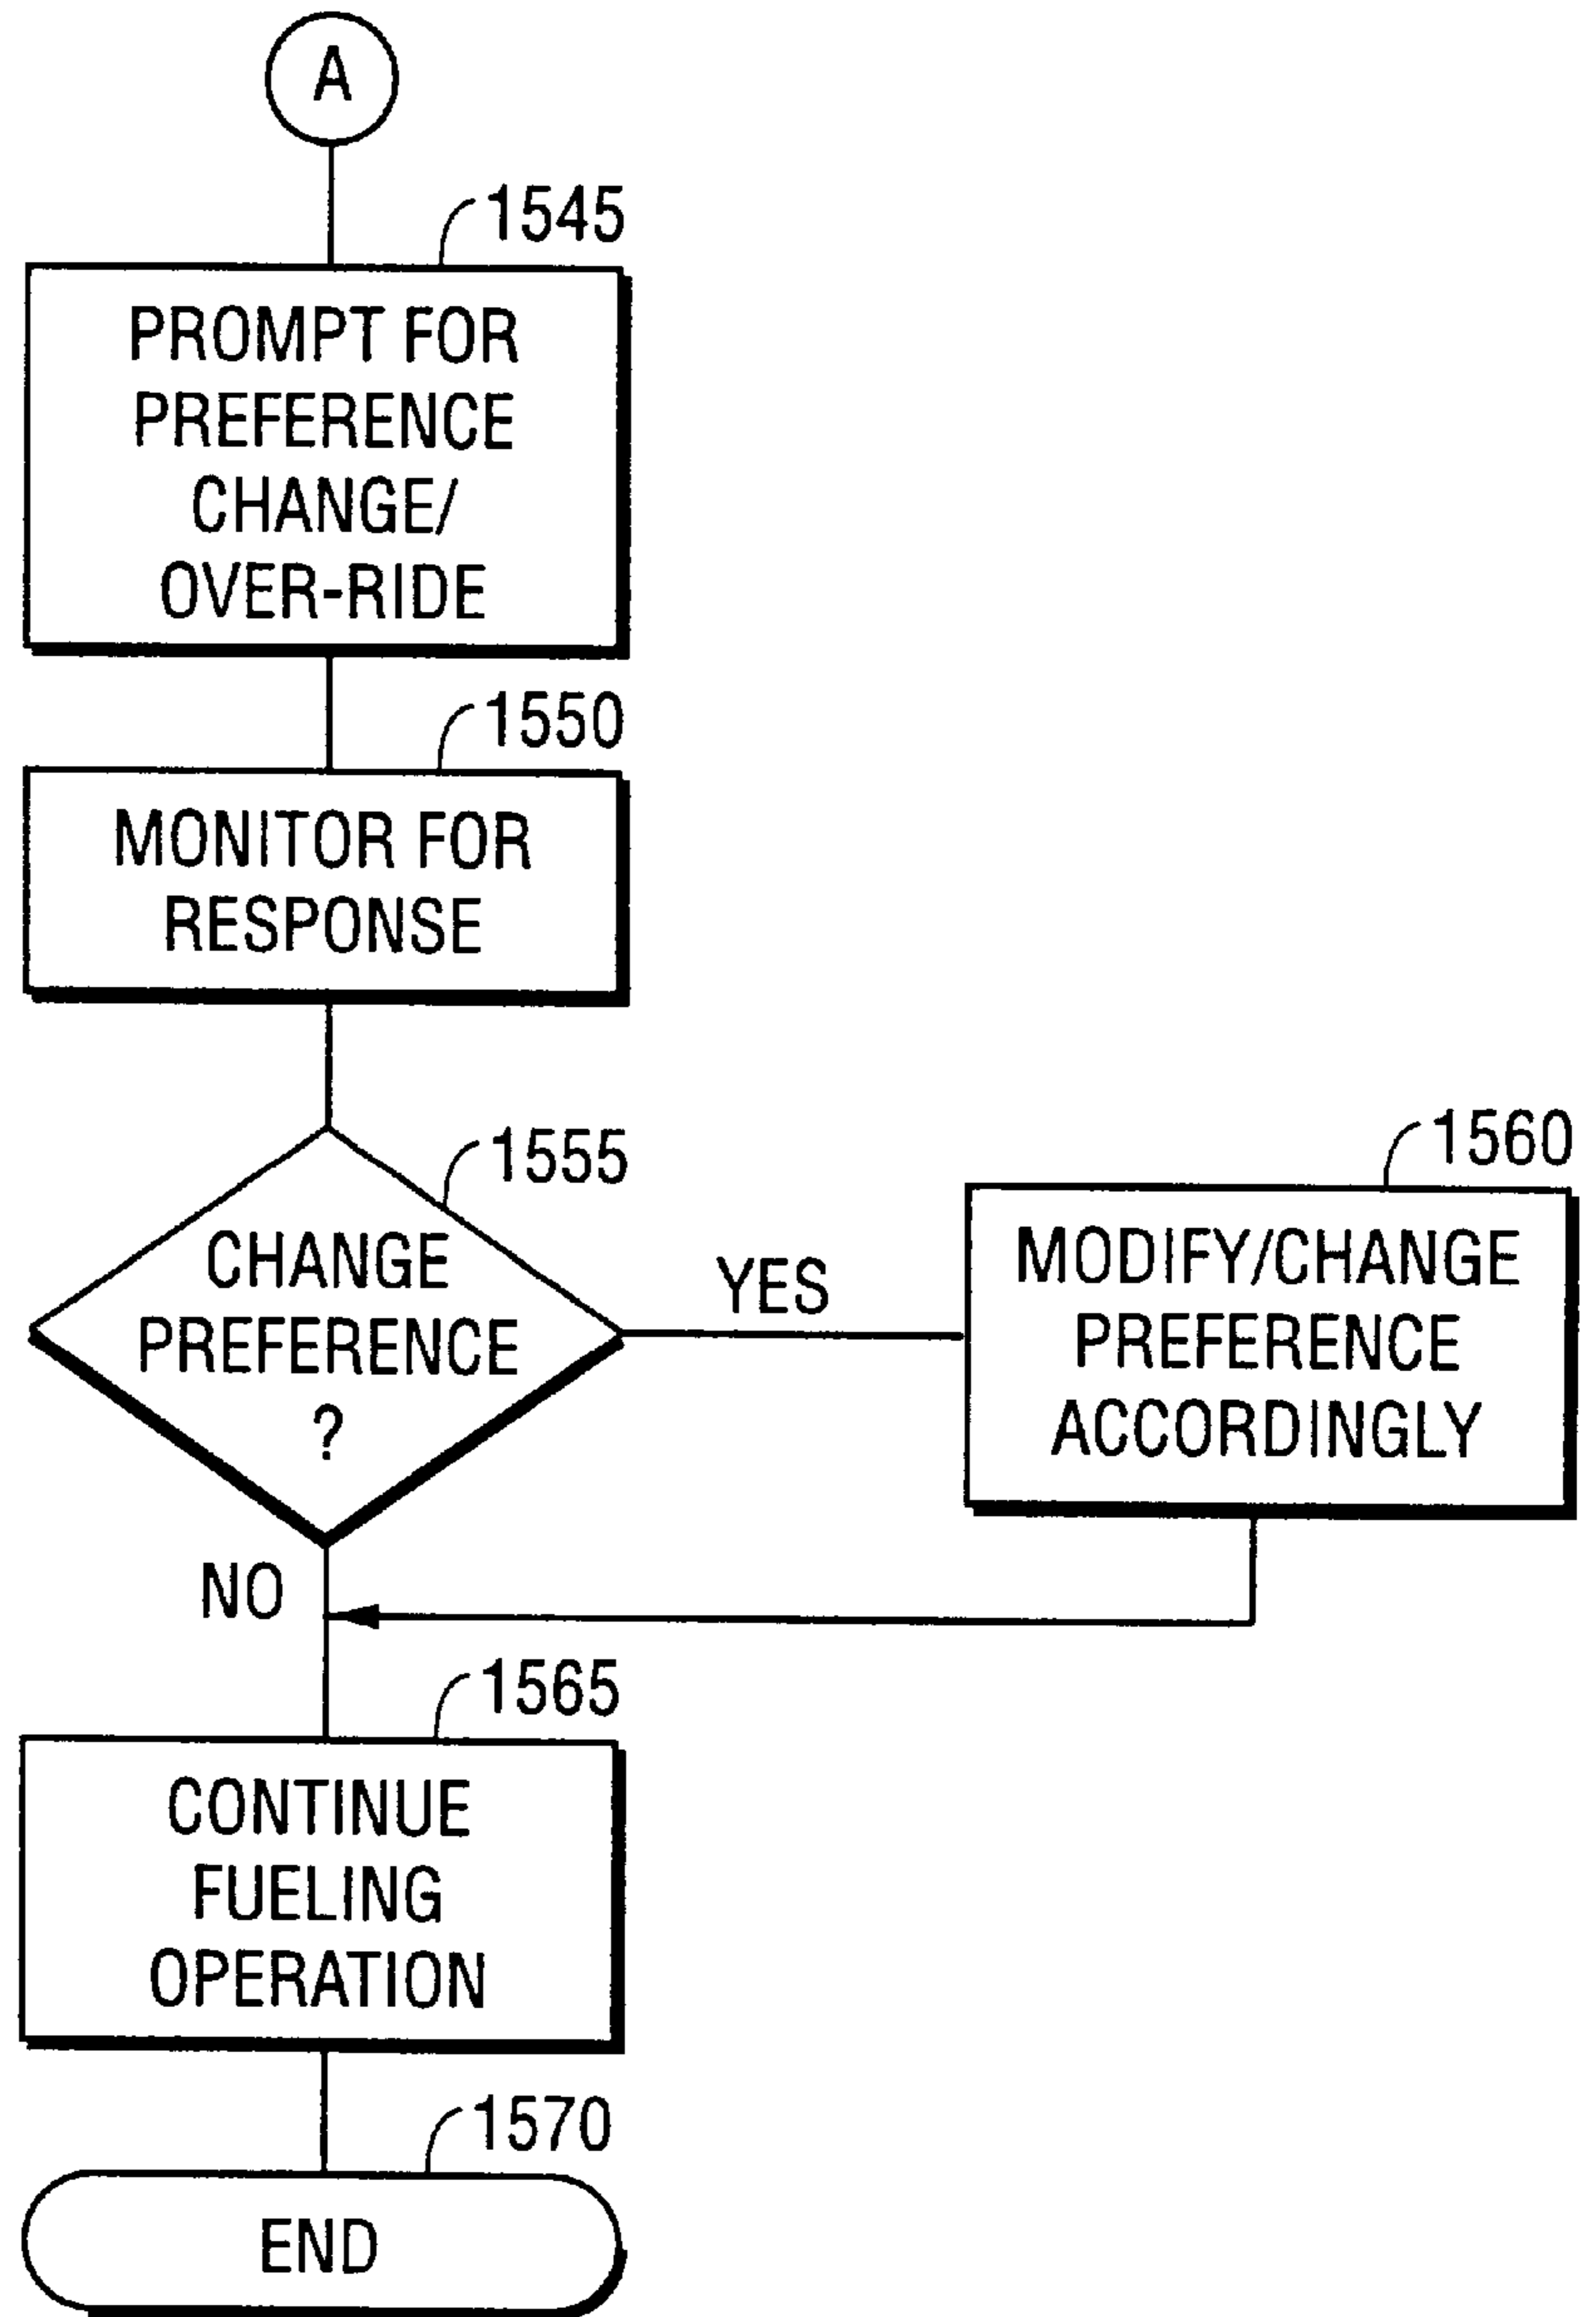 A
1545
PROMPT FOR
PREFERENCE
CHANGE/
OVER-RIDE
1550
MONITOR FOR
RESPONSE
1555
CHANGE
PREFERENCE
?
YES
1560
MODIFY/CHANGE
PREFERENCE
ACCORDINGLY
NO
1565
CONTINUE
FUELING
OPERATION
1570
END